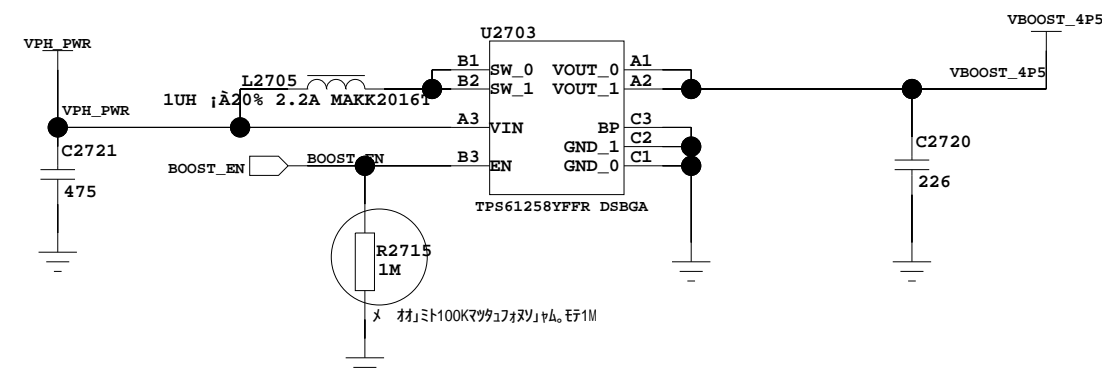 VBOOST_4P5
U2703
VPH_PWR
B1 SW_0 VOUT_0 A1
L2705
B2 SW_1 VOUT_1 A2
VBOOST_4P5
1UH ¡À20% 2.2A MAKK2016T
VPH_PWR
A3 VIN BP C3
GND_1 C2
C2721
C2720
BOOST_EN BOOST_EN B3 EN GND_0 C1
475
226
TPS61258YFFR DSBGA
R2715
1M